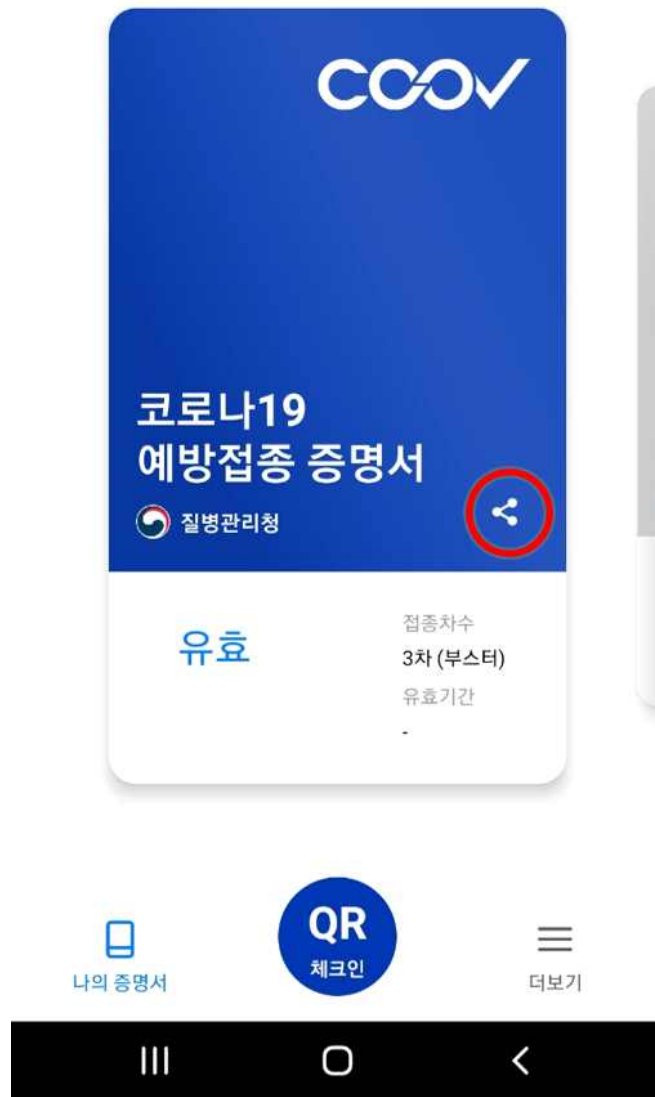 COOV
코로나19
예방접종 증명서
질병관리청
유효
접종차수
3차 (부스터)
유효기간
-
QR
체크인
나의 증명서
더보기